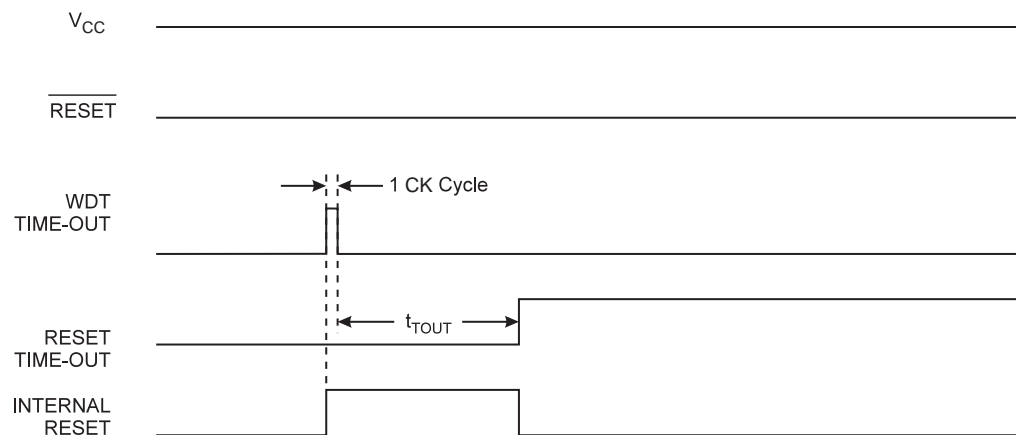 VCC
RESET
1 CK Cycle
WDT
TIME-OUT
tTOUT
RESET
TIME-OUT
INTERNAL
RESET